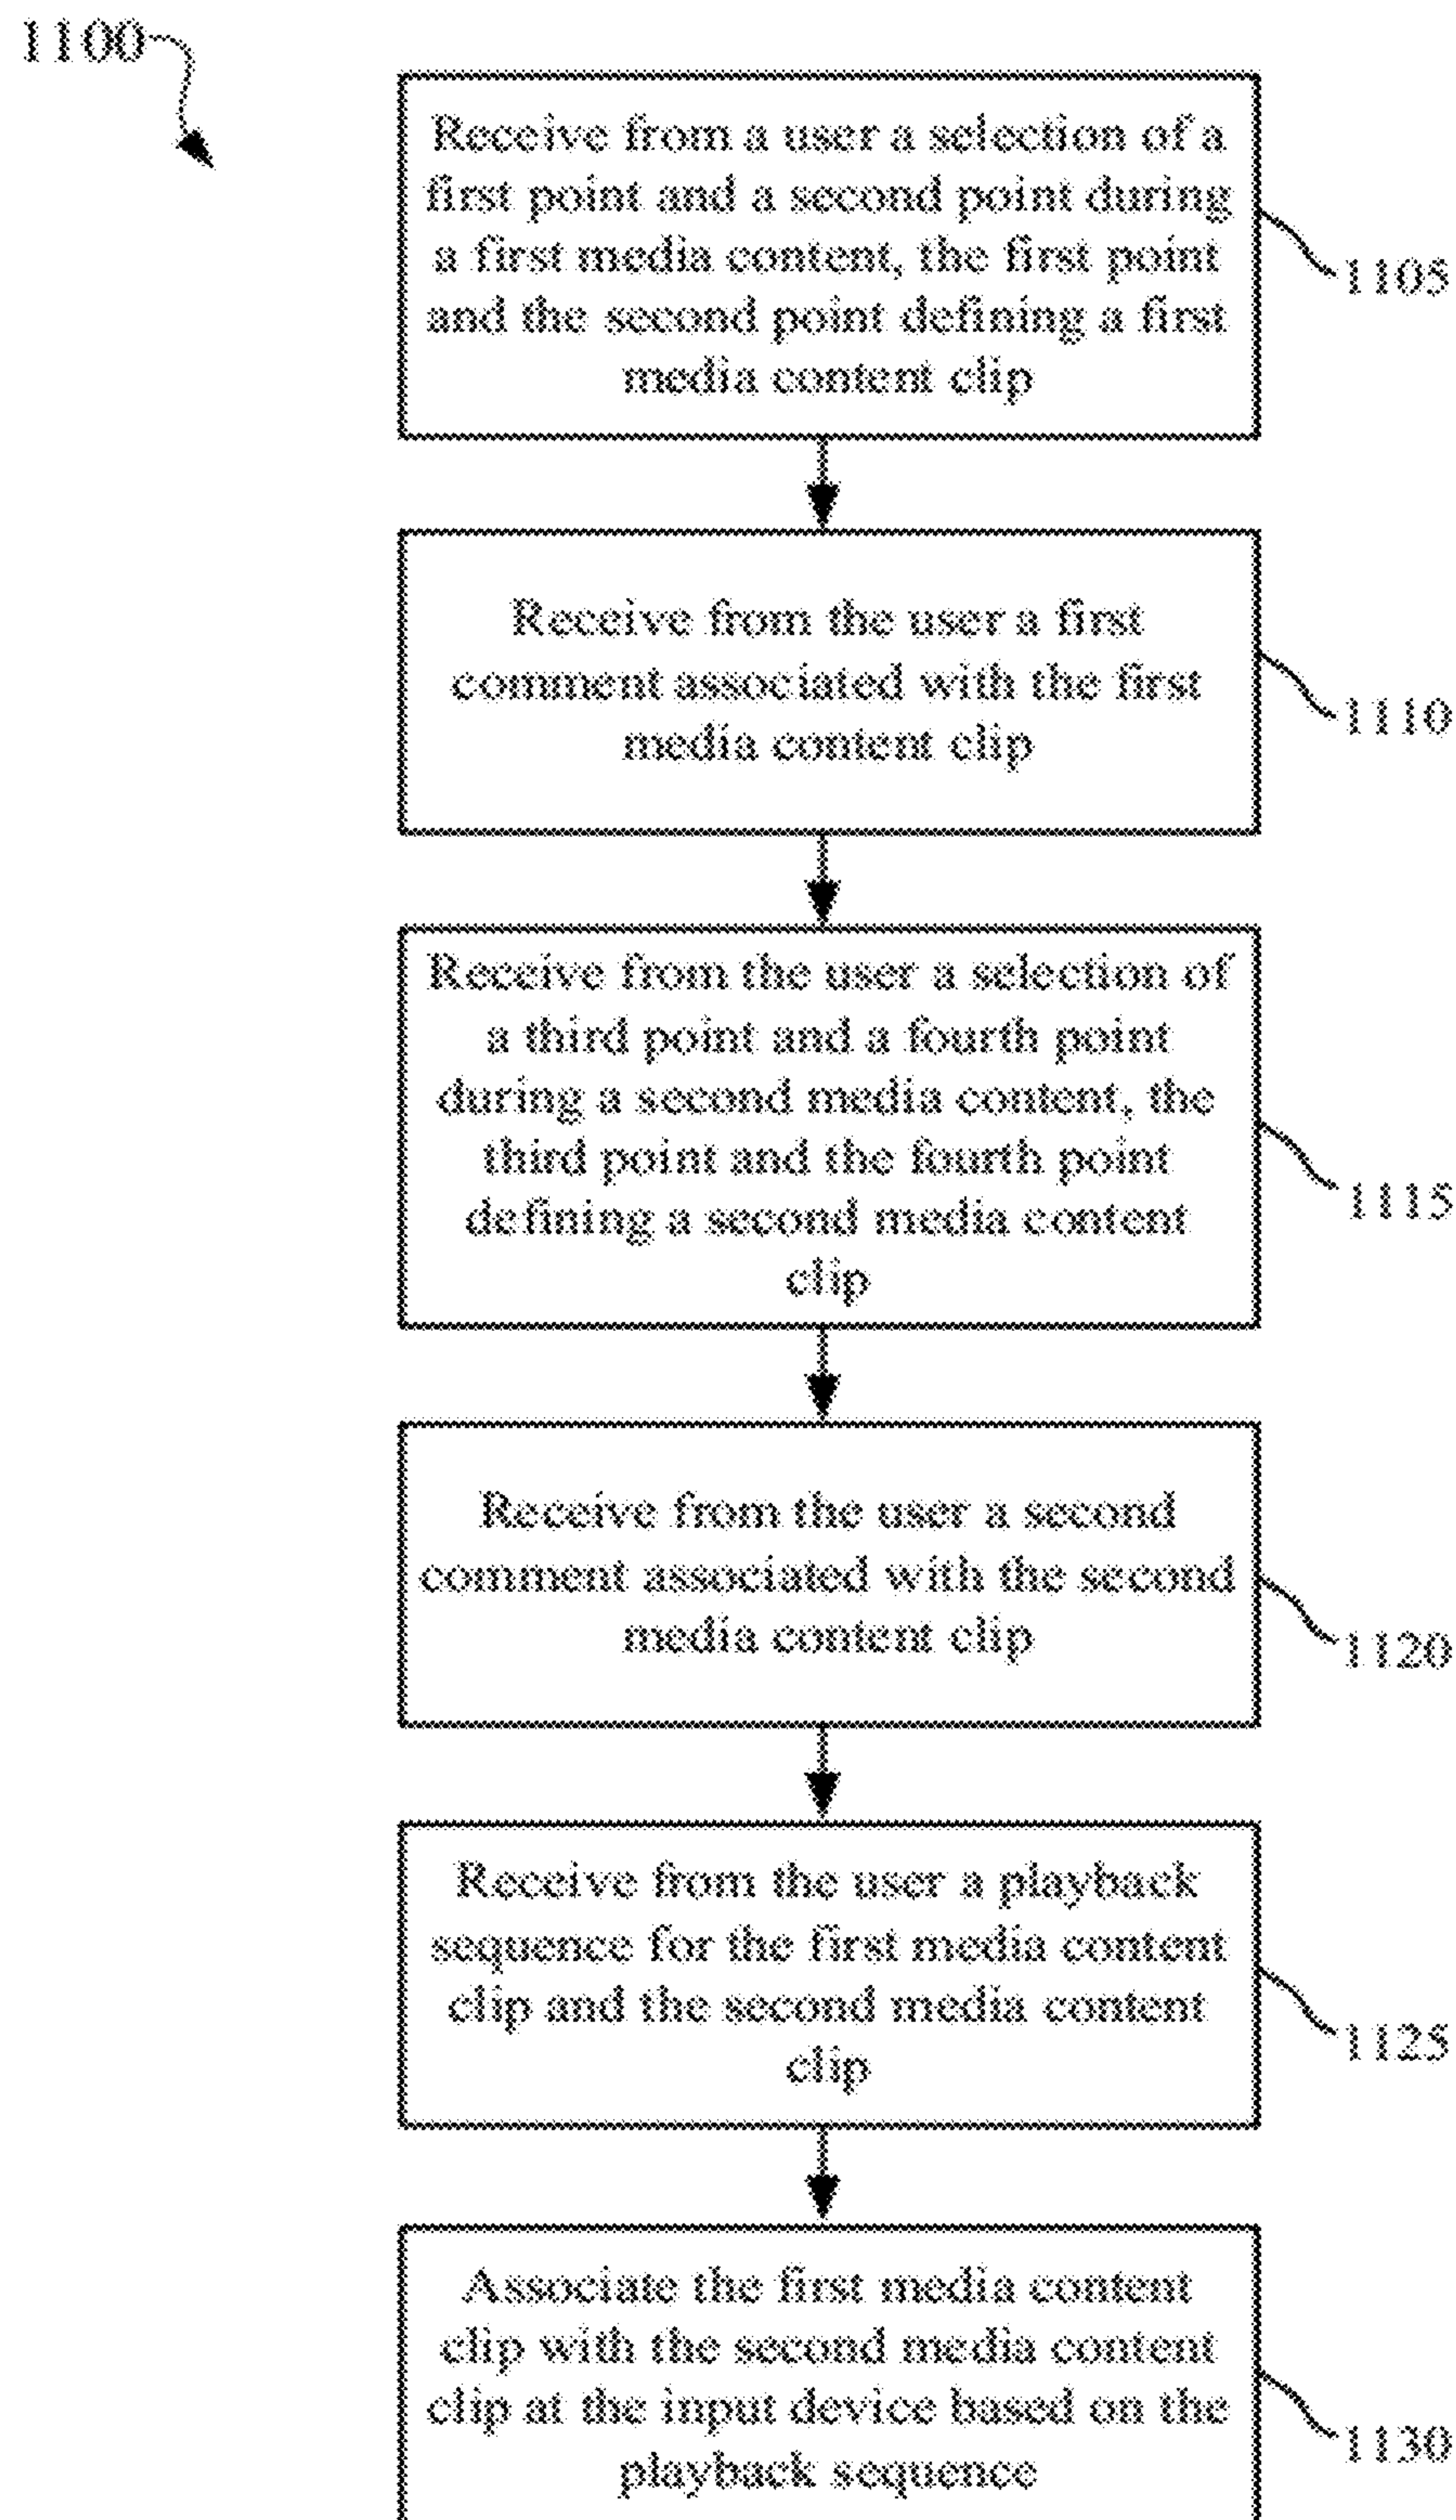 1100
Receive from a user a selection of a
first point and a second point during
a first media content, the first point
and the second point defining a first
media content clip
1105
Receive from the user a first
comment associated with the first
media content clip
1110
Receive from the user a selection of
a third point and a fourth point
during a second media content, the
third point and the fourth point
defining a second media content
clip
1115
Receive from the user a second
comment associated with the second
media content clip
1120
Receive from the user a playback
sequence for the first media content
clip and the second media content
clip
1125
Associate the first media content
clip with the second media content
clip at the input device based on the
playback sequence
1130